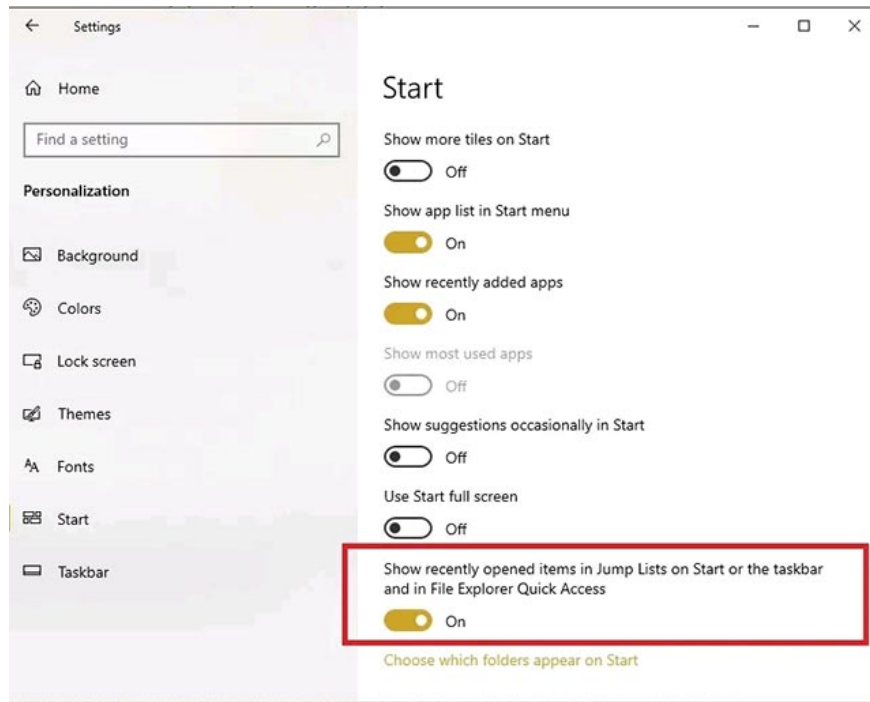 Settings
Home
Find a setting
Personalization
Background
Colors
Lock screen
Themes
Fonts
Start
Taskbar
Start
Show more tiles on Start
Off
Show app list in Start menu
On
Show recently added apps
On
Show most used apps
Off
Show suggestions occasionally in Start
Off
Use Start full screen
Off
Show recently opened items in Jump Lists on Start or the taskbar
and in File Explorer Quick Access
On
Choose which folders appear on Start